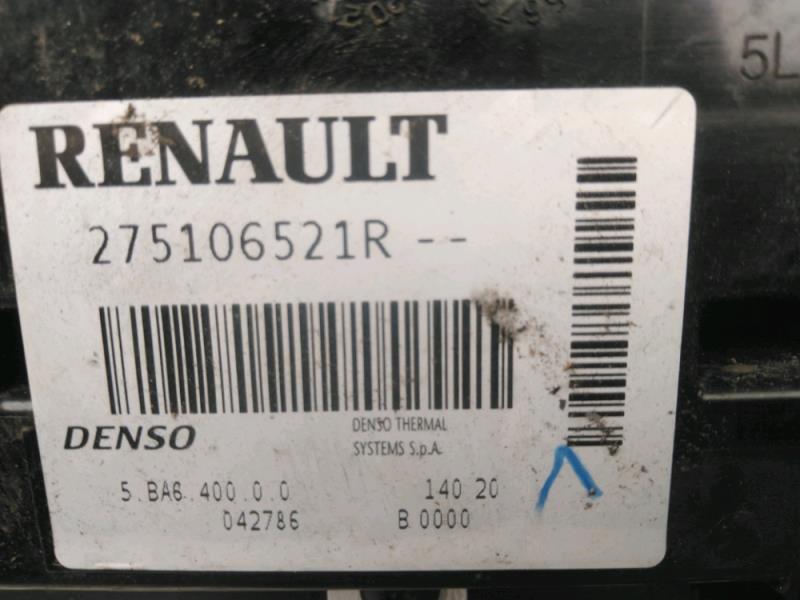 5L
RENAULT
275106521R --
DENSO
DENSO THERMAL
SYSTEMS S.p.A.
5.BA6.400.0.0 140 20
042786 B 0000